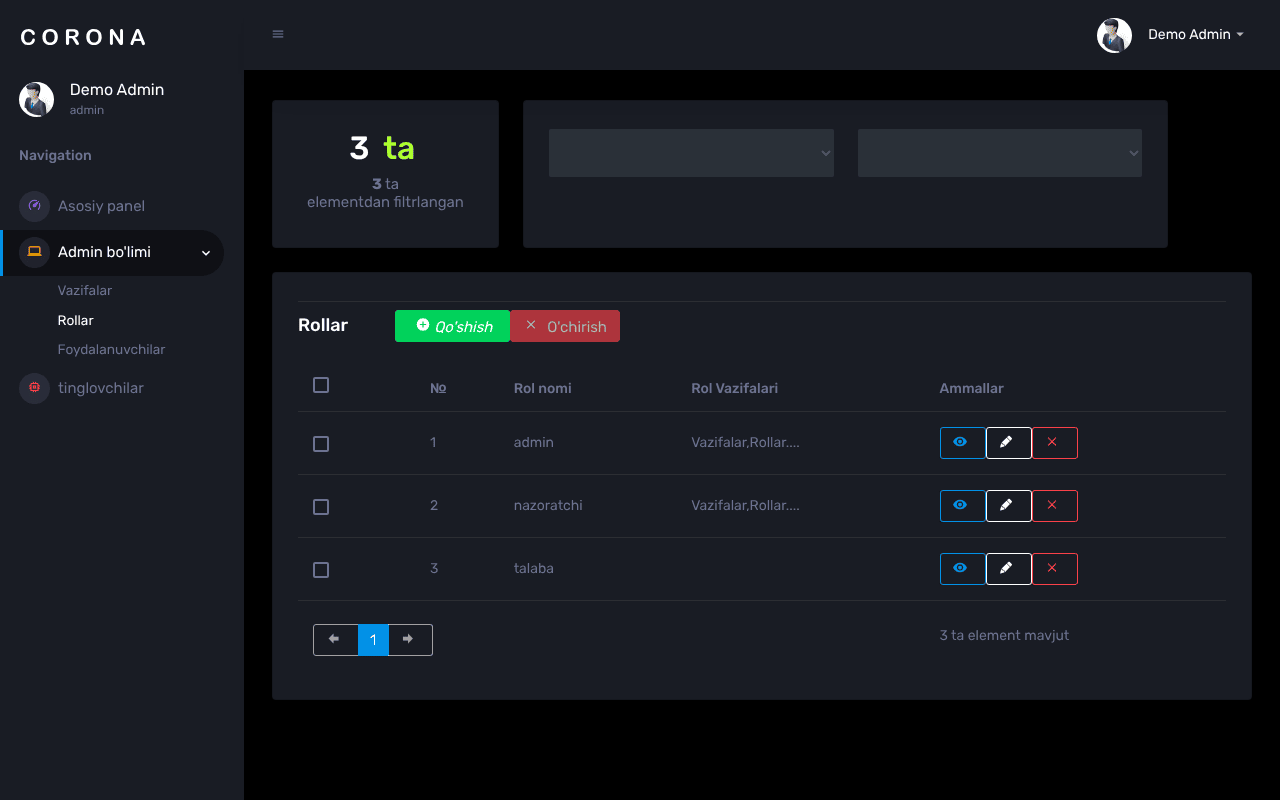 CORONA
Demo Admin
Demo Admin
admin
Navigation
Asosiy panel
Admin bo'limi
Vazifalar
Rollar
Foydalanuvchilar
tinglovchilar
3 ta
3 ta
elementdan filtrlangan
Rollar Qo'shish O'chirish
№ Rol nomi Rol Vazifalari Ammallar
1 admin Vazifalar,Rollar....
2 nazoratchi Vazifalar,Rollar....
3 talaba
1
3 ta element mavjut